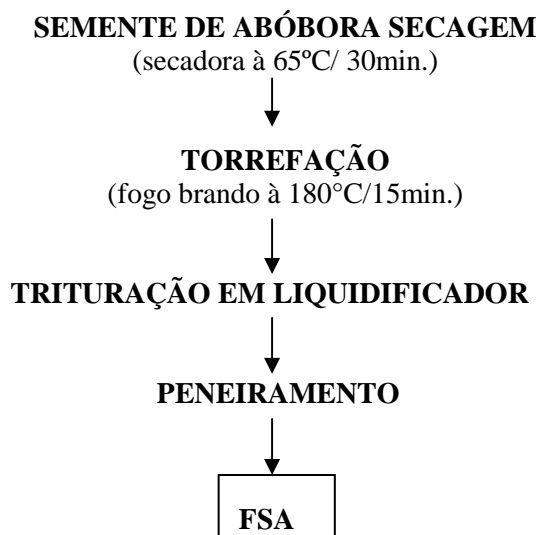 SEMENTE DE ABÓBORA SECAGEM
(secadora à 65ºC/ 30min.)
TORREFAÇÃO
(fogo brando à 180°C/15min.)
TRITURAÇÃO EM LIQUIDIFICADOR
PENEIRAMENTO
FSA